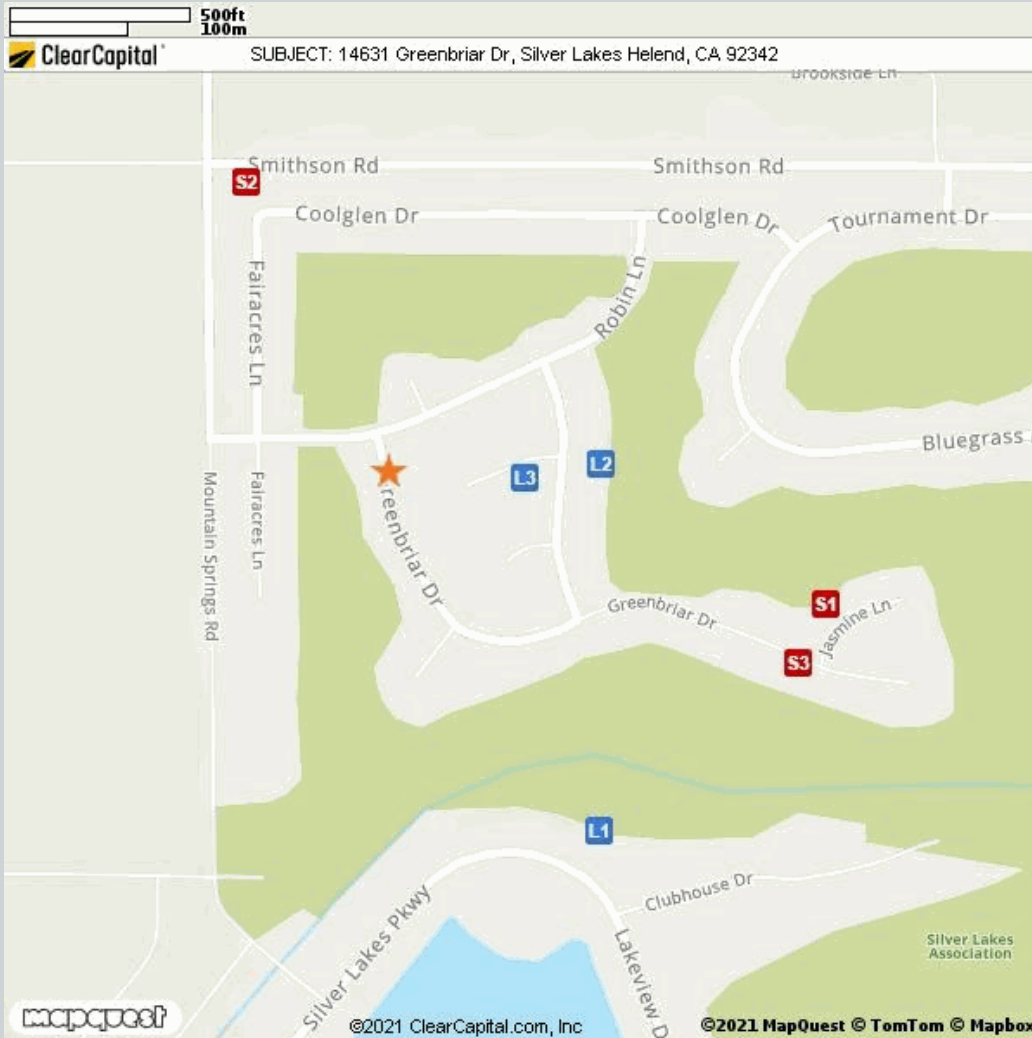 500ft
100m
ClearCapital
SUBJECT: 14631 Greenbriar Dr, Silver Lakes Helend, CA 92342
Brookside Ln
Smithson Rd
Smithson Rd
S2
Coolglen Dr
Coolglen Dr
Tournament Dr
Fairacres Ln
Robin Ln
Bluegrass
L2
L3
Mountain Springs Rd
Fairacres Ln
reenbriar Dr
Greenbriar Dr
S1
Jasmine Ln
S3
L1
Clubhouse Dr
Silver Lakes Pkwy
Lakeview D
Silver Lakes
Association
mapquest
©2021 ClearCapital.com, Inc
©2021 MapQuest © TomTom © Mapbox